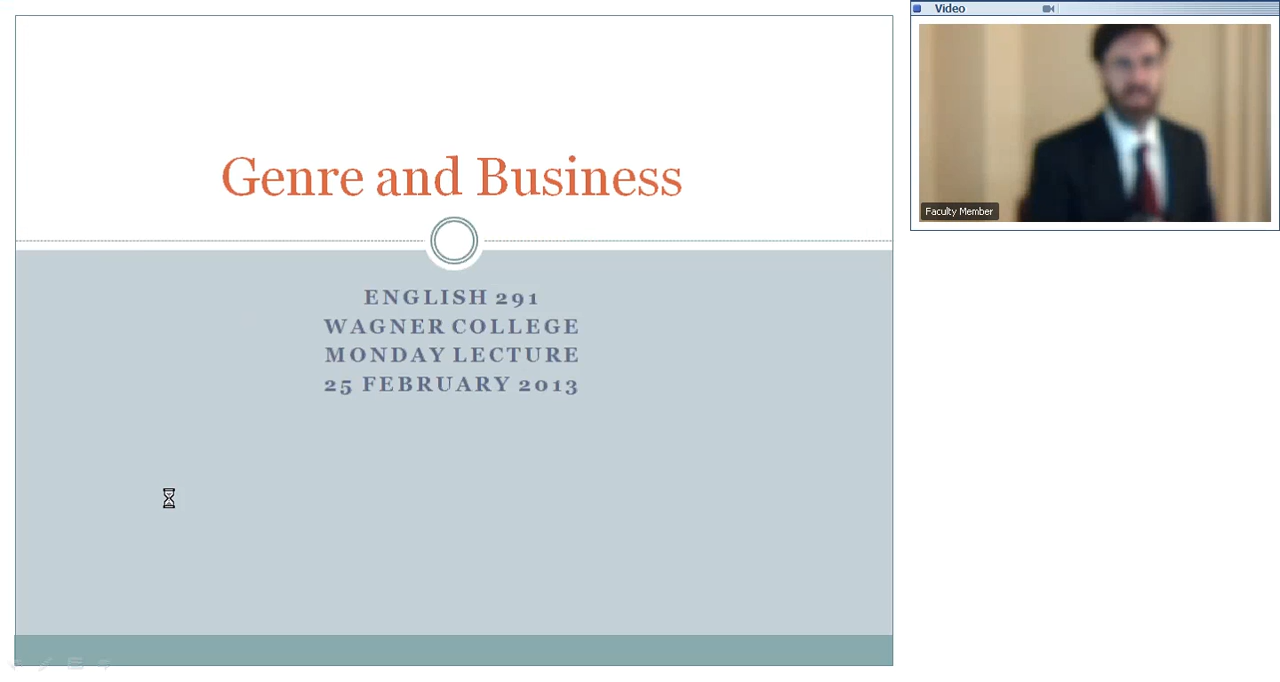 Genre and Business
ENGLISH 291
WAGNER COLLEGE
MONDAY LECTURE
25 FEBRUARY 2013
Video
Faculty Member